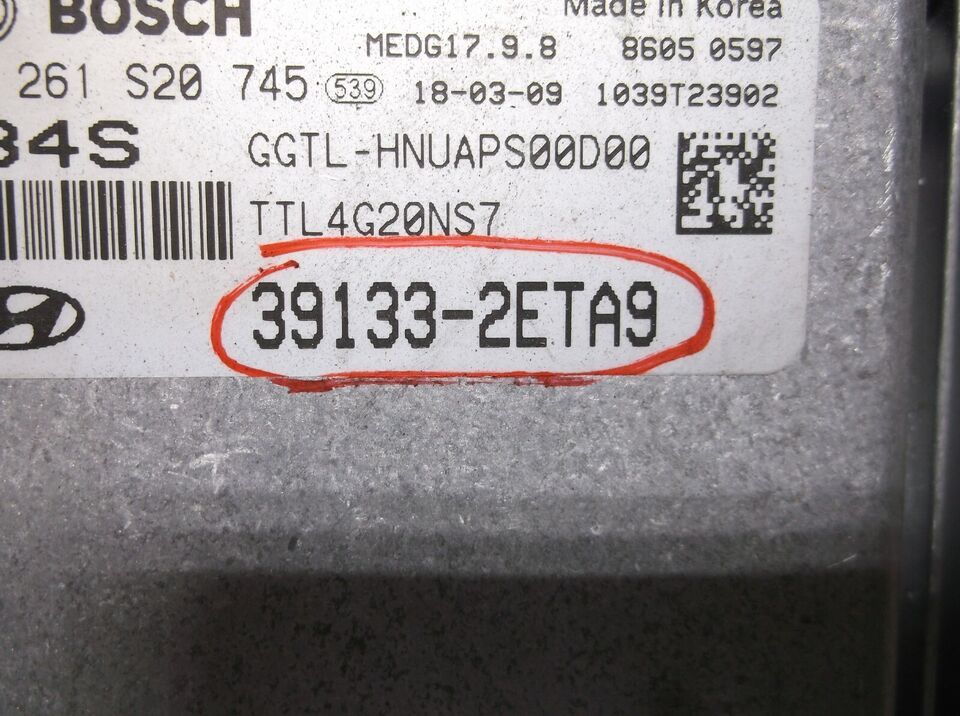 BOSCH
Made in Korea
MEDG17.9.8 8605 0597
261 S20 745 539 18-03-09 1039T23902
84S GGTL-HNUAPS00D00
TTL4G20NS7
39133-2ETA9